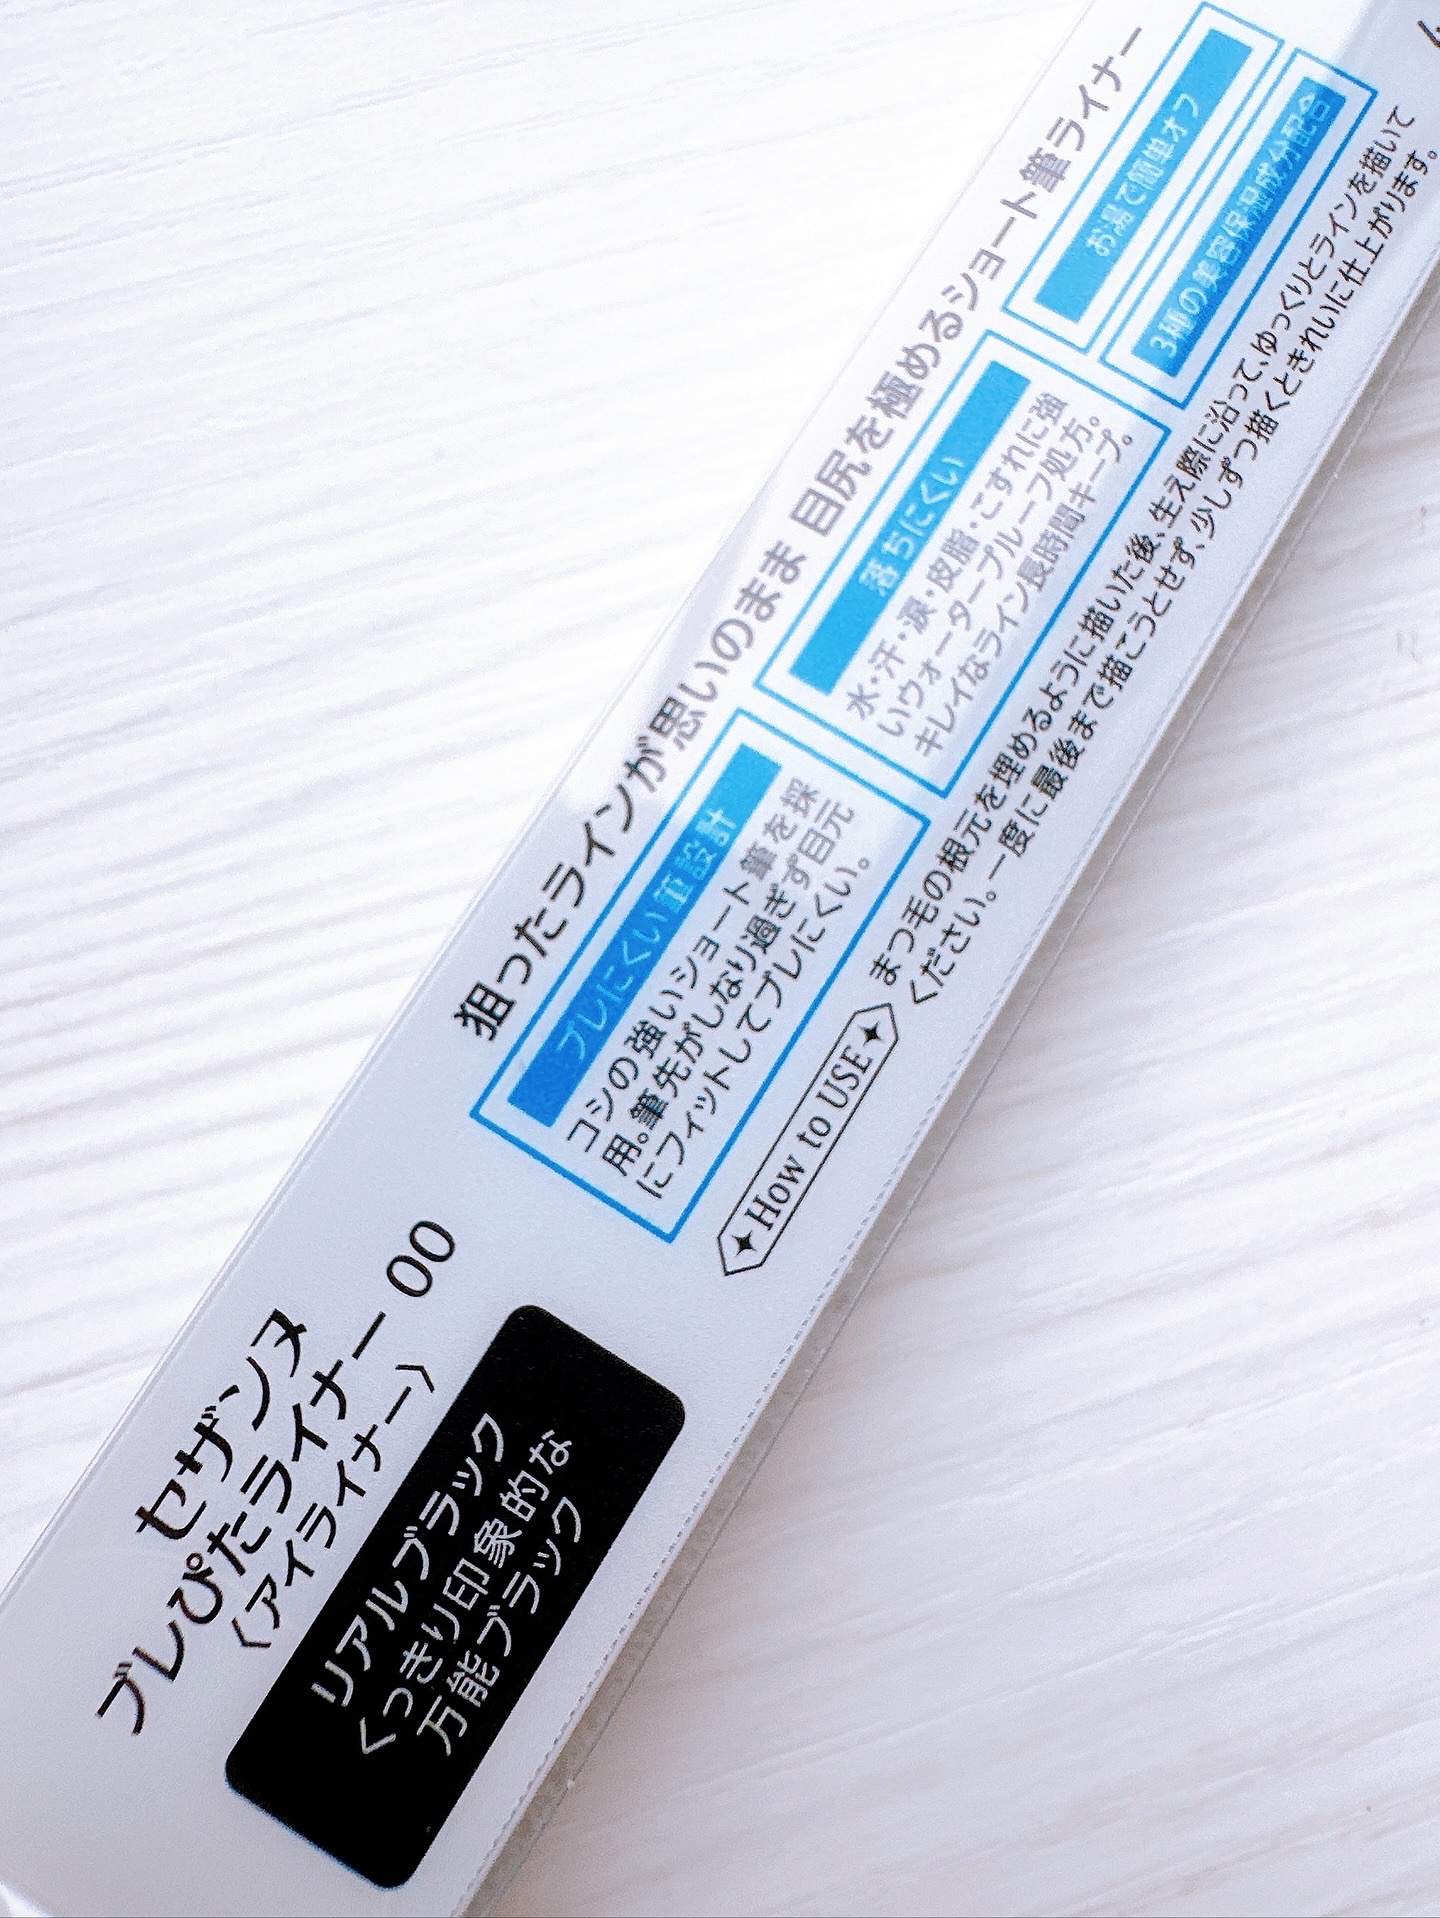 セザンヌ
ブレぴたライナー 00
〈アイライナー〉
リアルブラック
くっきり印象的な
万能ブラック
狙ったラインが思いのまま 目尻を極めるショート筆ライナー
ブレにくい筆設計
コシの強いショート筆を採
用。筆先がしなり過ぎず目元
にフィットしてブレにくい。
落ちにくい
水・汗・涙・皮脂・こすれに強
いウォータープルーフ処方。
キレイなライン長時間キープ。
お湯で簡単オフ
3種の美容保湿成分配合
How to USE
まつ毛の根元を埋めるように描いた後、生え際に沿って、ゆっくりとラインを描いて
ください。一度に最後まで描こうとせず、少しずつ描くときれいに仕上がります。